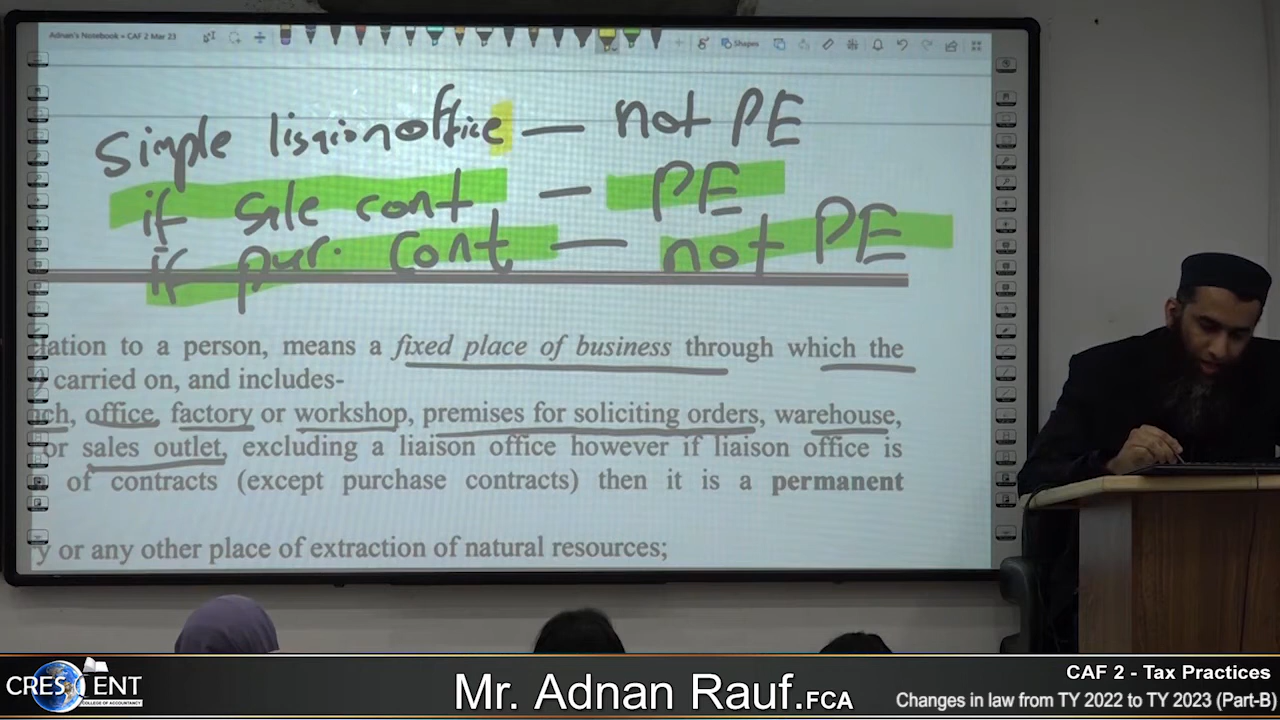 Adnan's Notebook » CAF 2 Mar 23
Shapes
Simple lisaionoffice — not PE
if sale cont — PE
if pur. cont — not PE
lation to a person, means a fixed place of business through which the
carried on, and includes-
ch, office, factory or workshop, premises for soliciting orders, warehouse,
or sales outlet, excluding a liaison office however if liaison office is
of contracts (except purchase contracts) then it is a permanent
y or any other place of extraction of natural resources;
CRESCENT
COLLEGE OF ACCOUNTANCY
Mr. Adnan Rauf.FCA
CAF 2 - Tax Practices
Changes in law from TY 2022 to TY 2023 (Part-B)